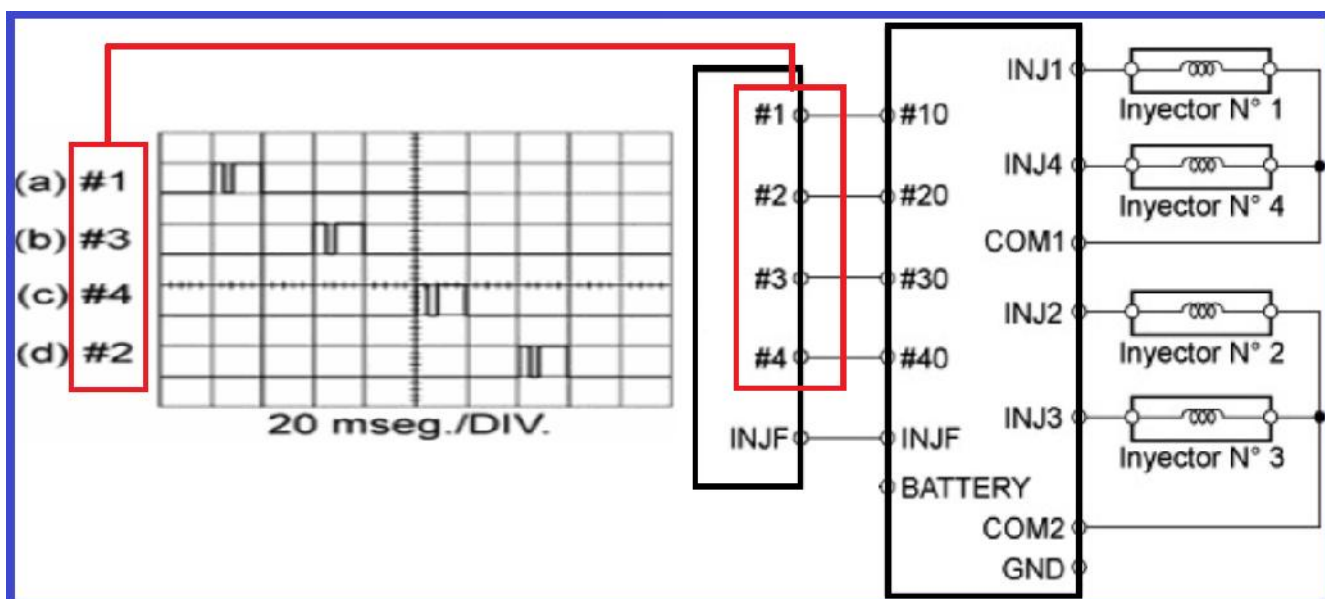 (a) #1
(b) #3
(c) #4
(d) #2
20 mseg./DIV.
#1
#2
#3
#4
INJF
#10
#20
#30
#40
INJF
BATTERY
INJ1
INJ4
COM1
INJ2
INJ3
COM2
GND
Inyector N° 1
Inyector N° 4
Inyector N° 2
Inyector N° 3